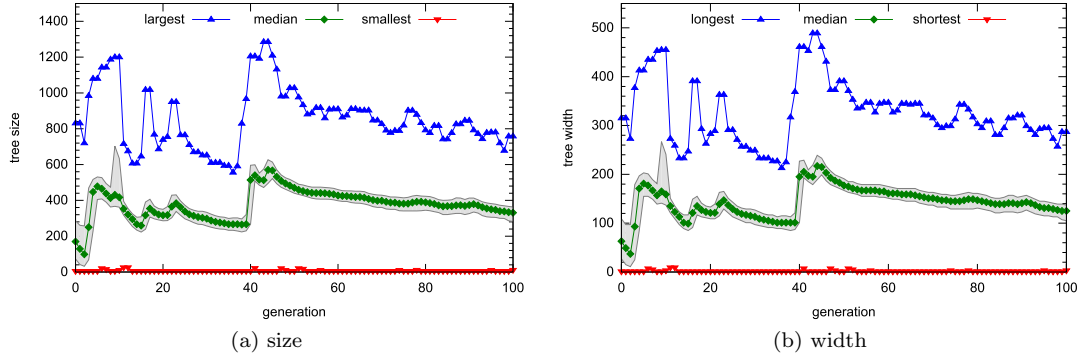 largest median smallest
1400
1200
1000
800
600
400
200
0
tree size
0 20 40 60 80 100
generation
(a) size
longest median shortest
500
400
300
200
100
0
tree width
0 20 40 60 80 100
generation
(b) width